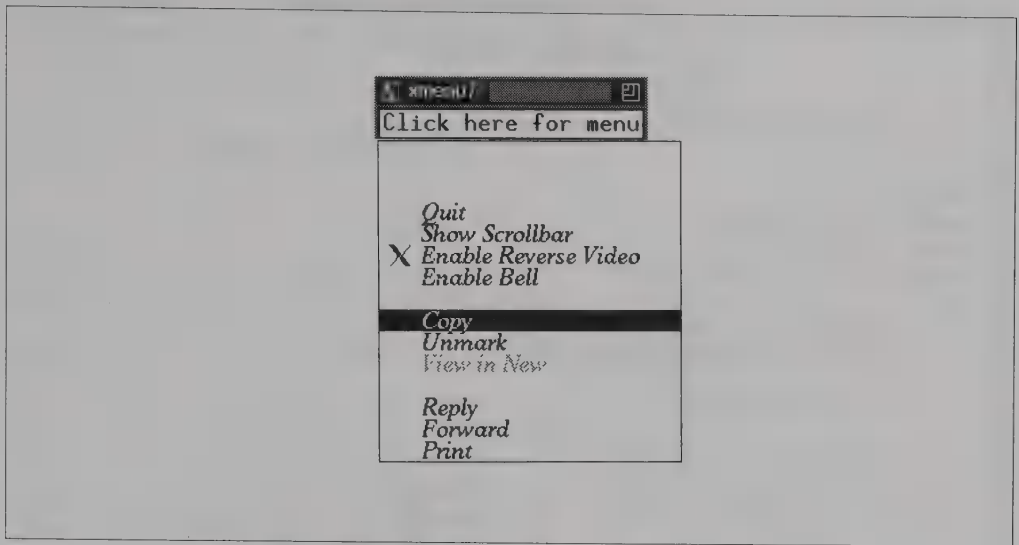 xmenu7
Click here for menu
Quit
Show Scrollbar
Enable Reverse Video
Enable Bell
Copy
Unmark
View in New
Reply
Forward
Print